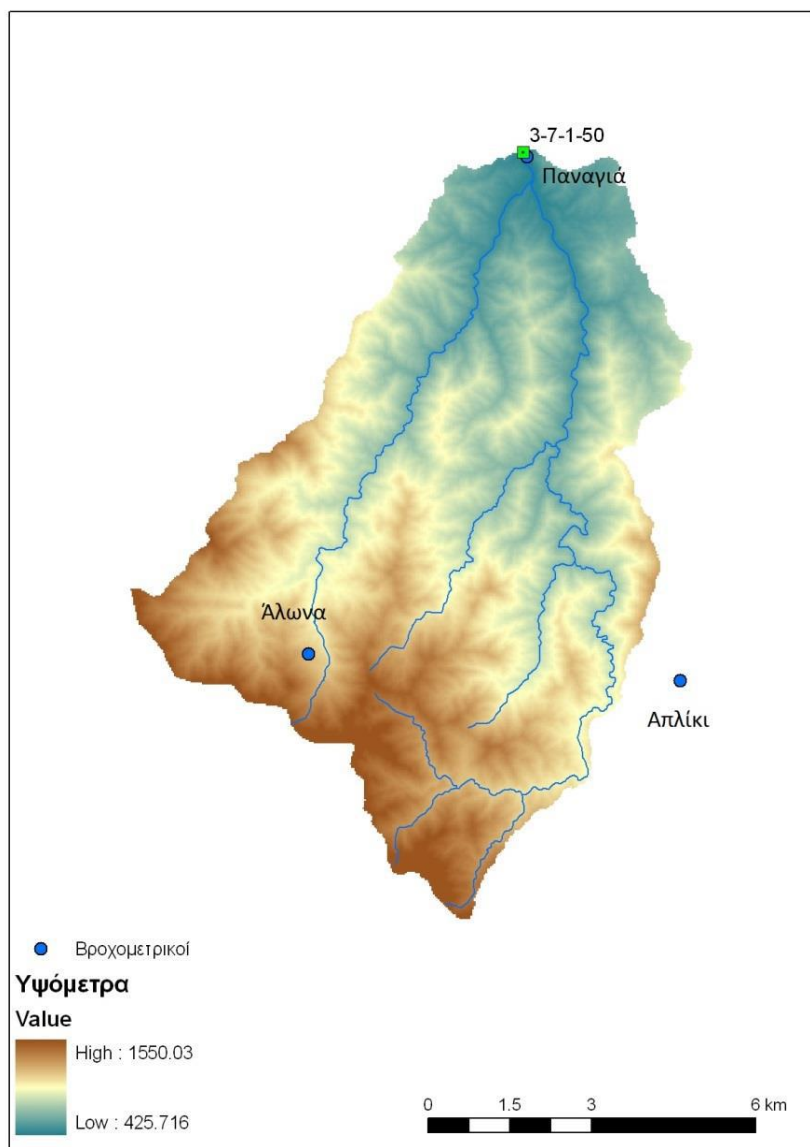 3-7-1-50
Παναγιά
Άλωνα
Απλίκι
Βροχομετρικοί
Υψόμετρα
Value
High : 1550.03
Low : 425.716
0 1.5 3 6 km